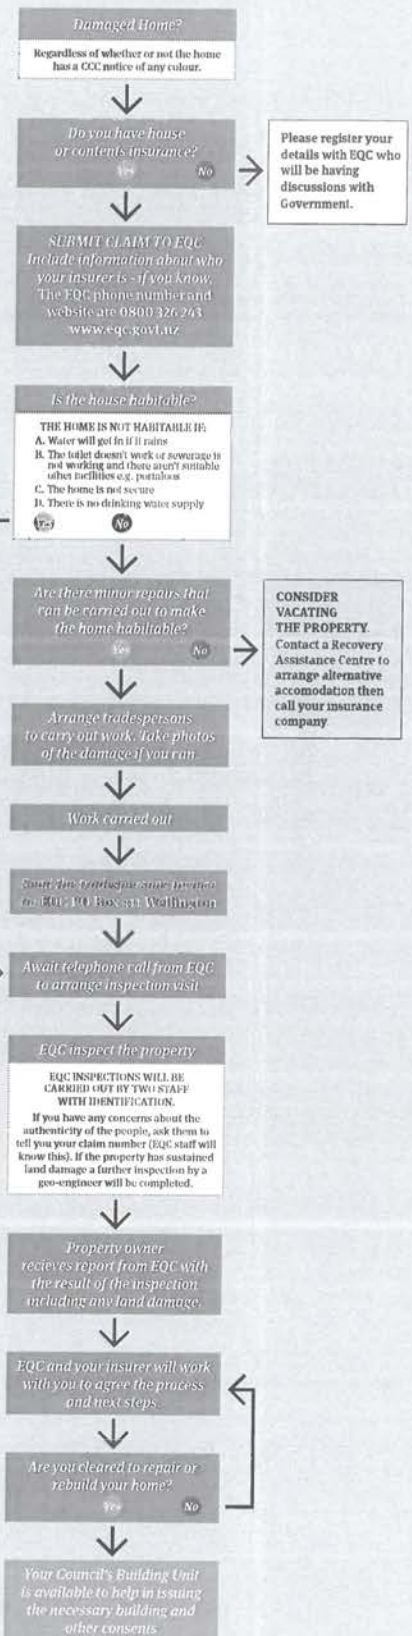 Damaged Home?
Regardless of whether or not the home
has a CCC notice of any colour.
Do you have house
or contents insurance?
Yes No
Please register your
details with EQC who
will be having
discussions with
Government.
SUBMIT CLAIM TO EQC
Include information about who
your insurer is - if you know.
The EQC phone number and
website are 0800 326 243
www.eqc.govt.nz
Is the house habitable?
THE HOME IS NOT HABITABLE IF:
A. Water will get in if it rains
B. The toilet doesn't work or sewerage is
not working and there aren't suitable
other facilities e.g. portaloos
C. The home is not secure
D. There is no drinking water supply
Yes No
Are there minor repairs that
can be carried out to make
the home habitable?
Yes No
CONSIDER
VACATING
THE PROPERTY.
Contact a Recovery
Assistance Centre to
arrange alternative
accomodation then
call your insurance
company
Arrange tradespersons
to carry out work. Take photos
of the damage if you can.
Work carried out
Send the
to: EQC PO Box 311 Wellington
Await telephone call from EQC
to arrange inspection visit
EQC inspect the property
EQC INSPECTIONS WILL BE
CARRIED OUT BY TWO STAFF
WITH IDENTIFICATION.
If you have any concerns about the
authenticity of the people, ask them to
tell you your claim number (EQC staff will
know this). If the property has sustained
land damage a further inspection by a
geo-engineer will be completed.
Property owner
recieves report from EQC with
the result of the inspection
including any land damage.
EQC and your insurer will work
with you to agree the process
and next steps.
Are you cleared to repair or
rebuild your home?
Yes No
Your Council's Building Unit
is available to help in issuing
the necessary building and
other consents